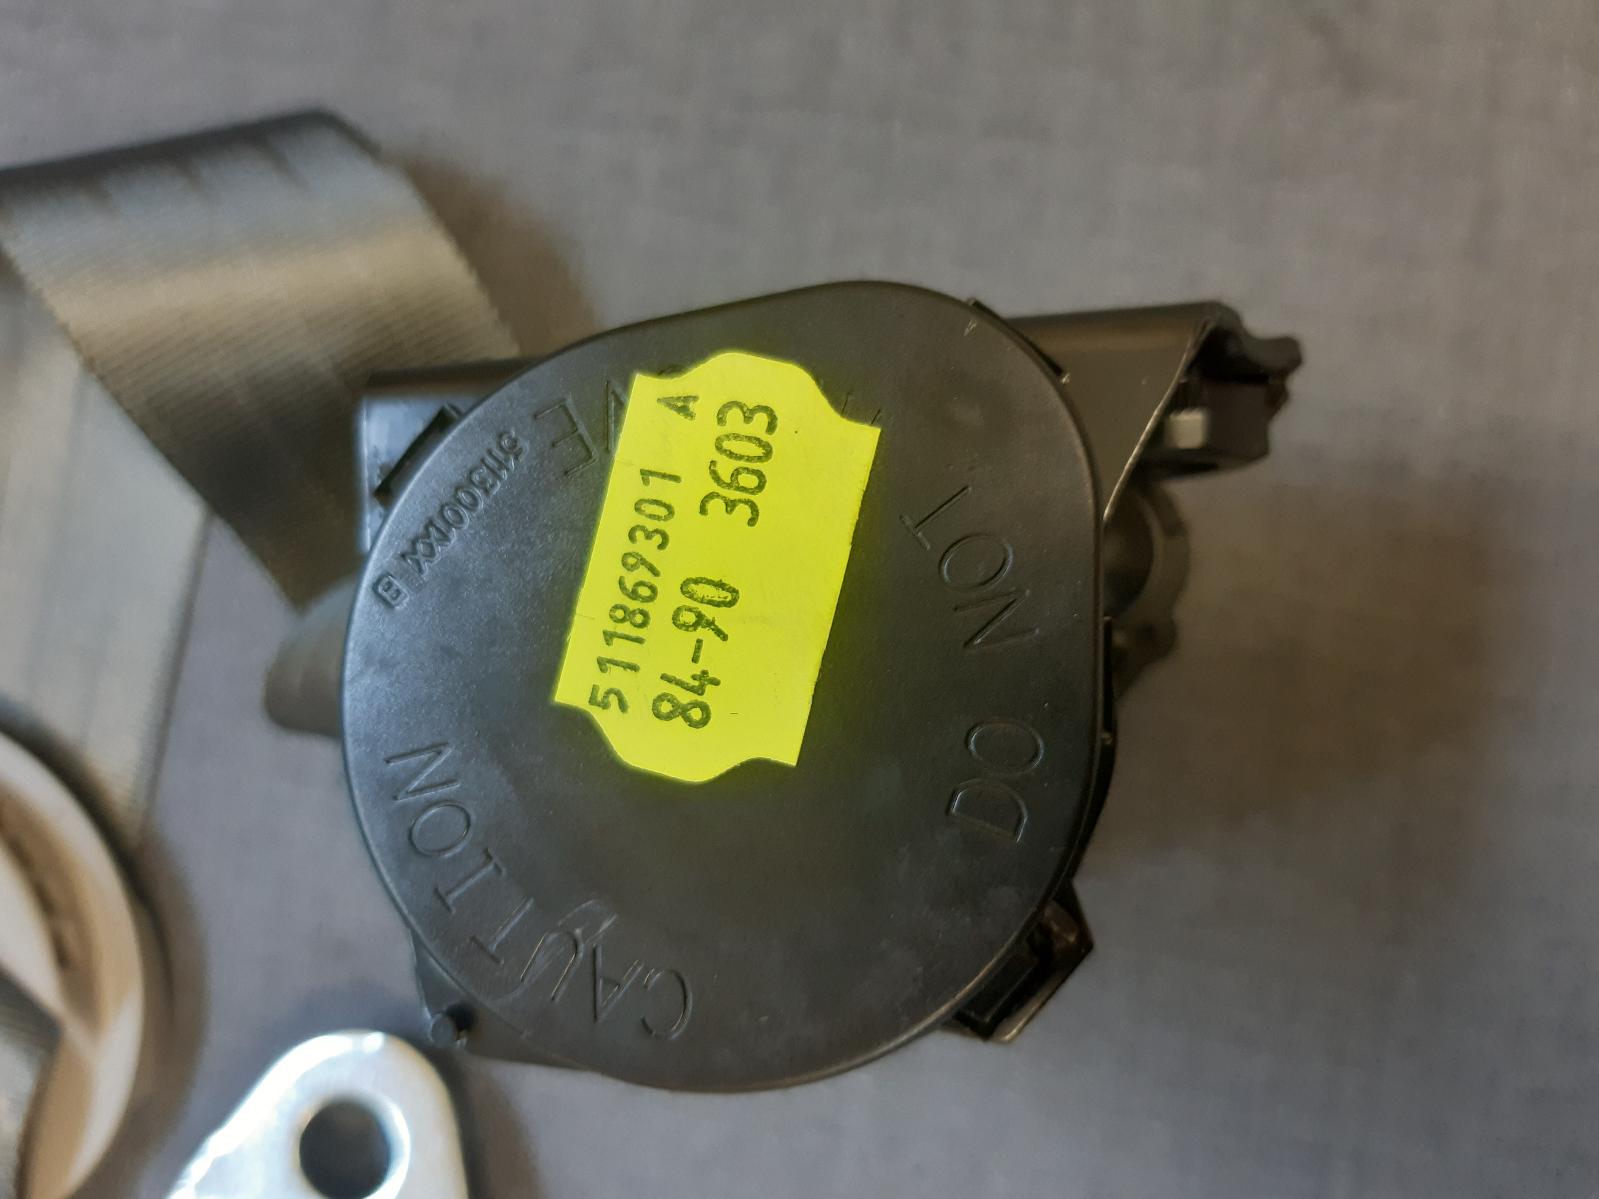 511869301 A
84-90 3603
CAUTION
DO NOT